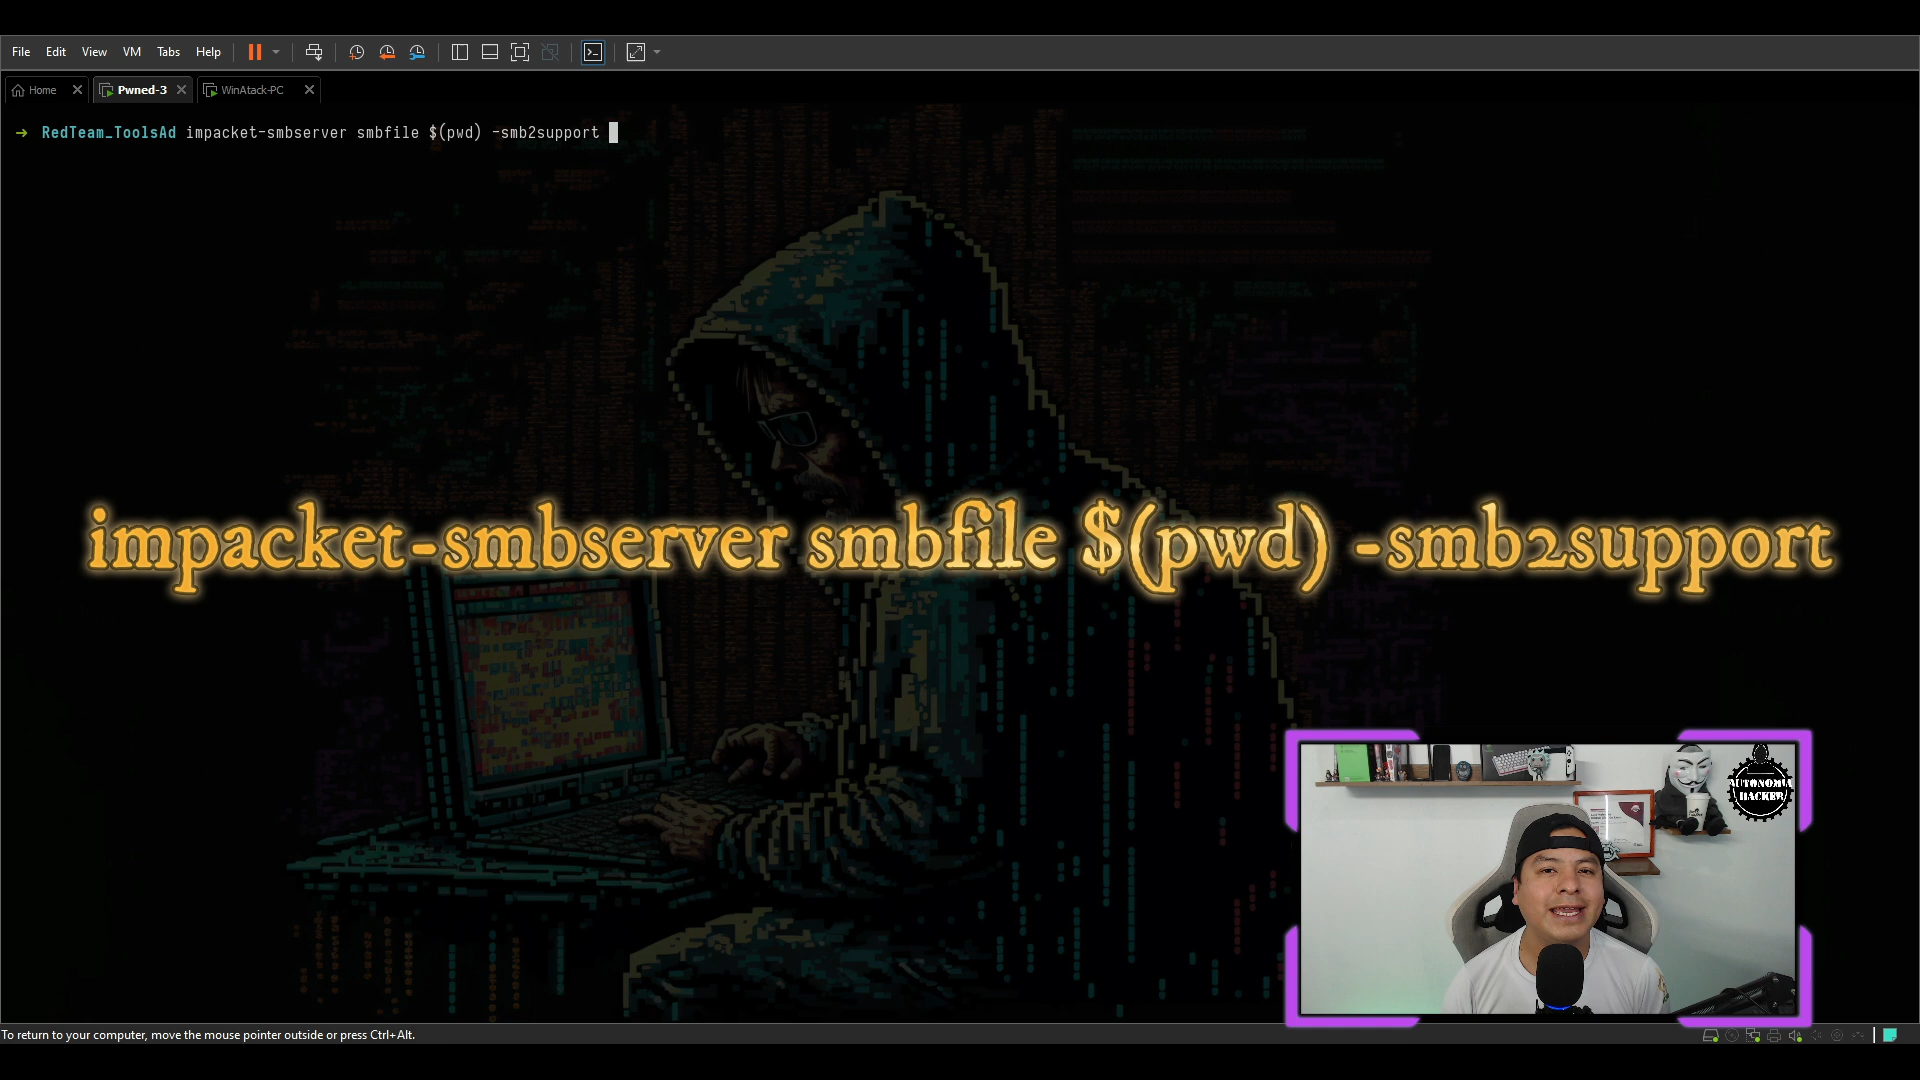 File Edit View VM Tabs Help
Home Pwned-3 WinAtack-PC
→ RedTeam_ToolsAd impacket-smbserver smbfile $(pwd) -smb2support
impacket-smbserver smbfile $(pwd) -smb2support
AUTONOMA
HACKER
To return to your computer, move the mouse pointer outside or press Ctrl+Alt.